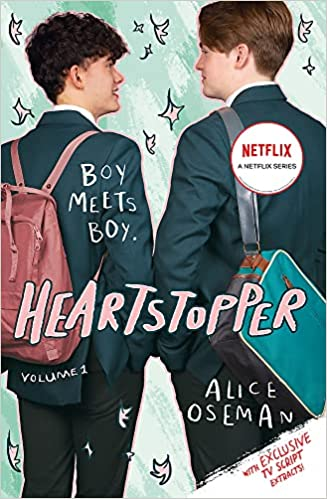 NETFLIX
A NETFLIX SERIES
BOY
MEETS
BOY.
HEARTSTOPPER
VOLUME 1
ALICE
OSEMAN
WITH EXCLUSIVE
TV SCRIPT
EXTRACTS!